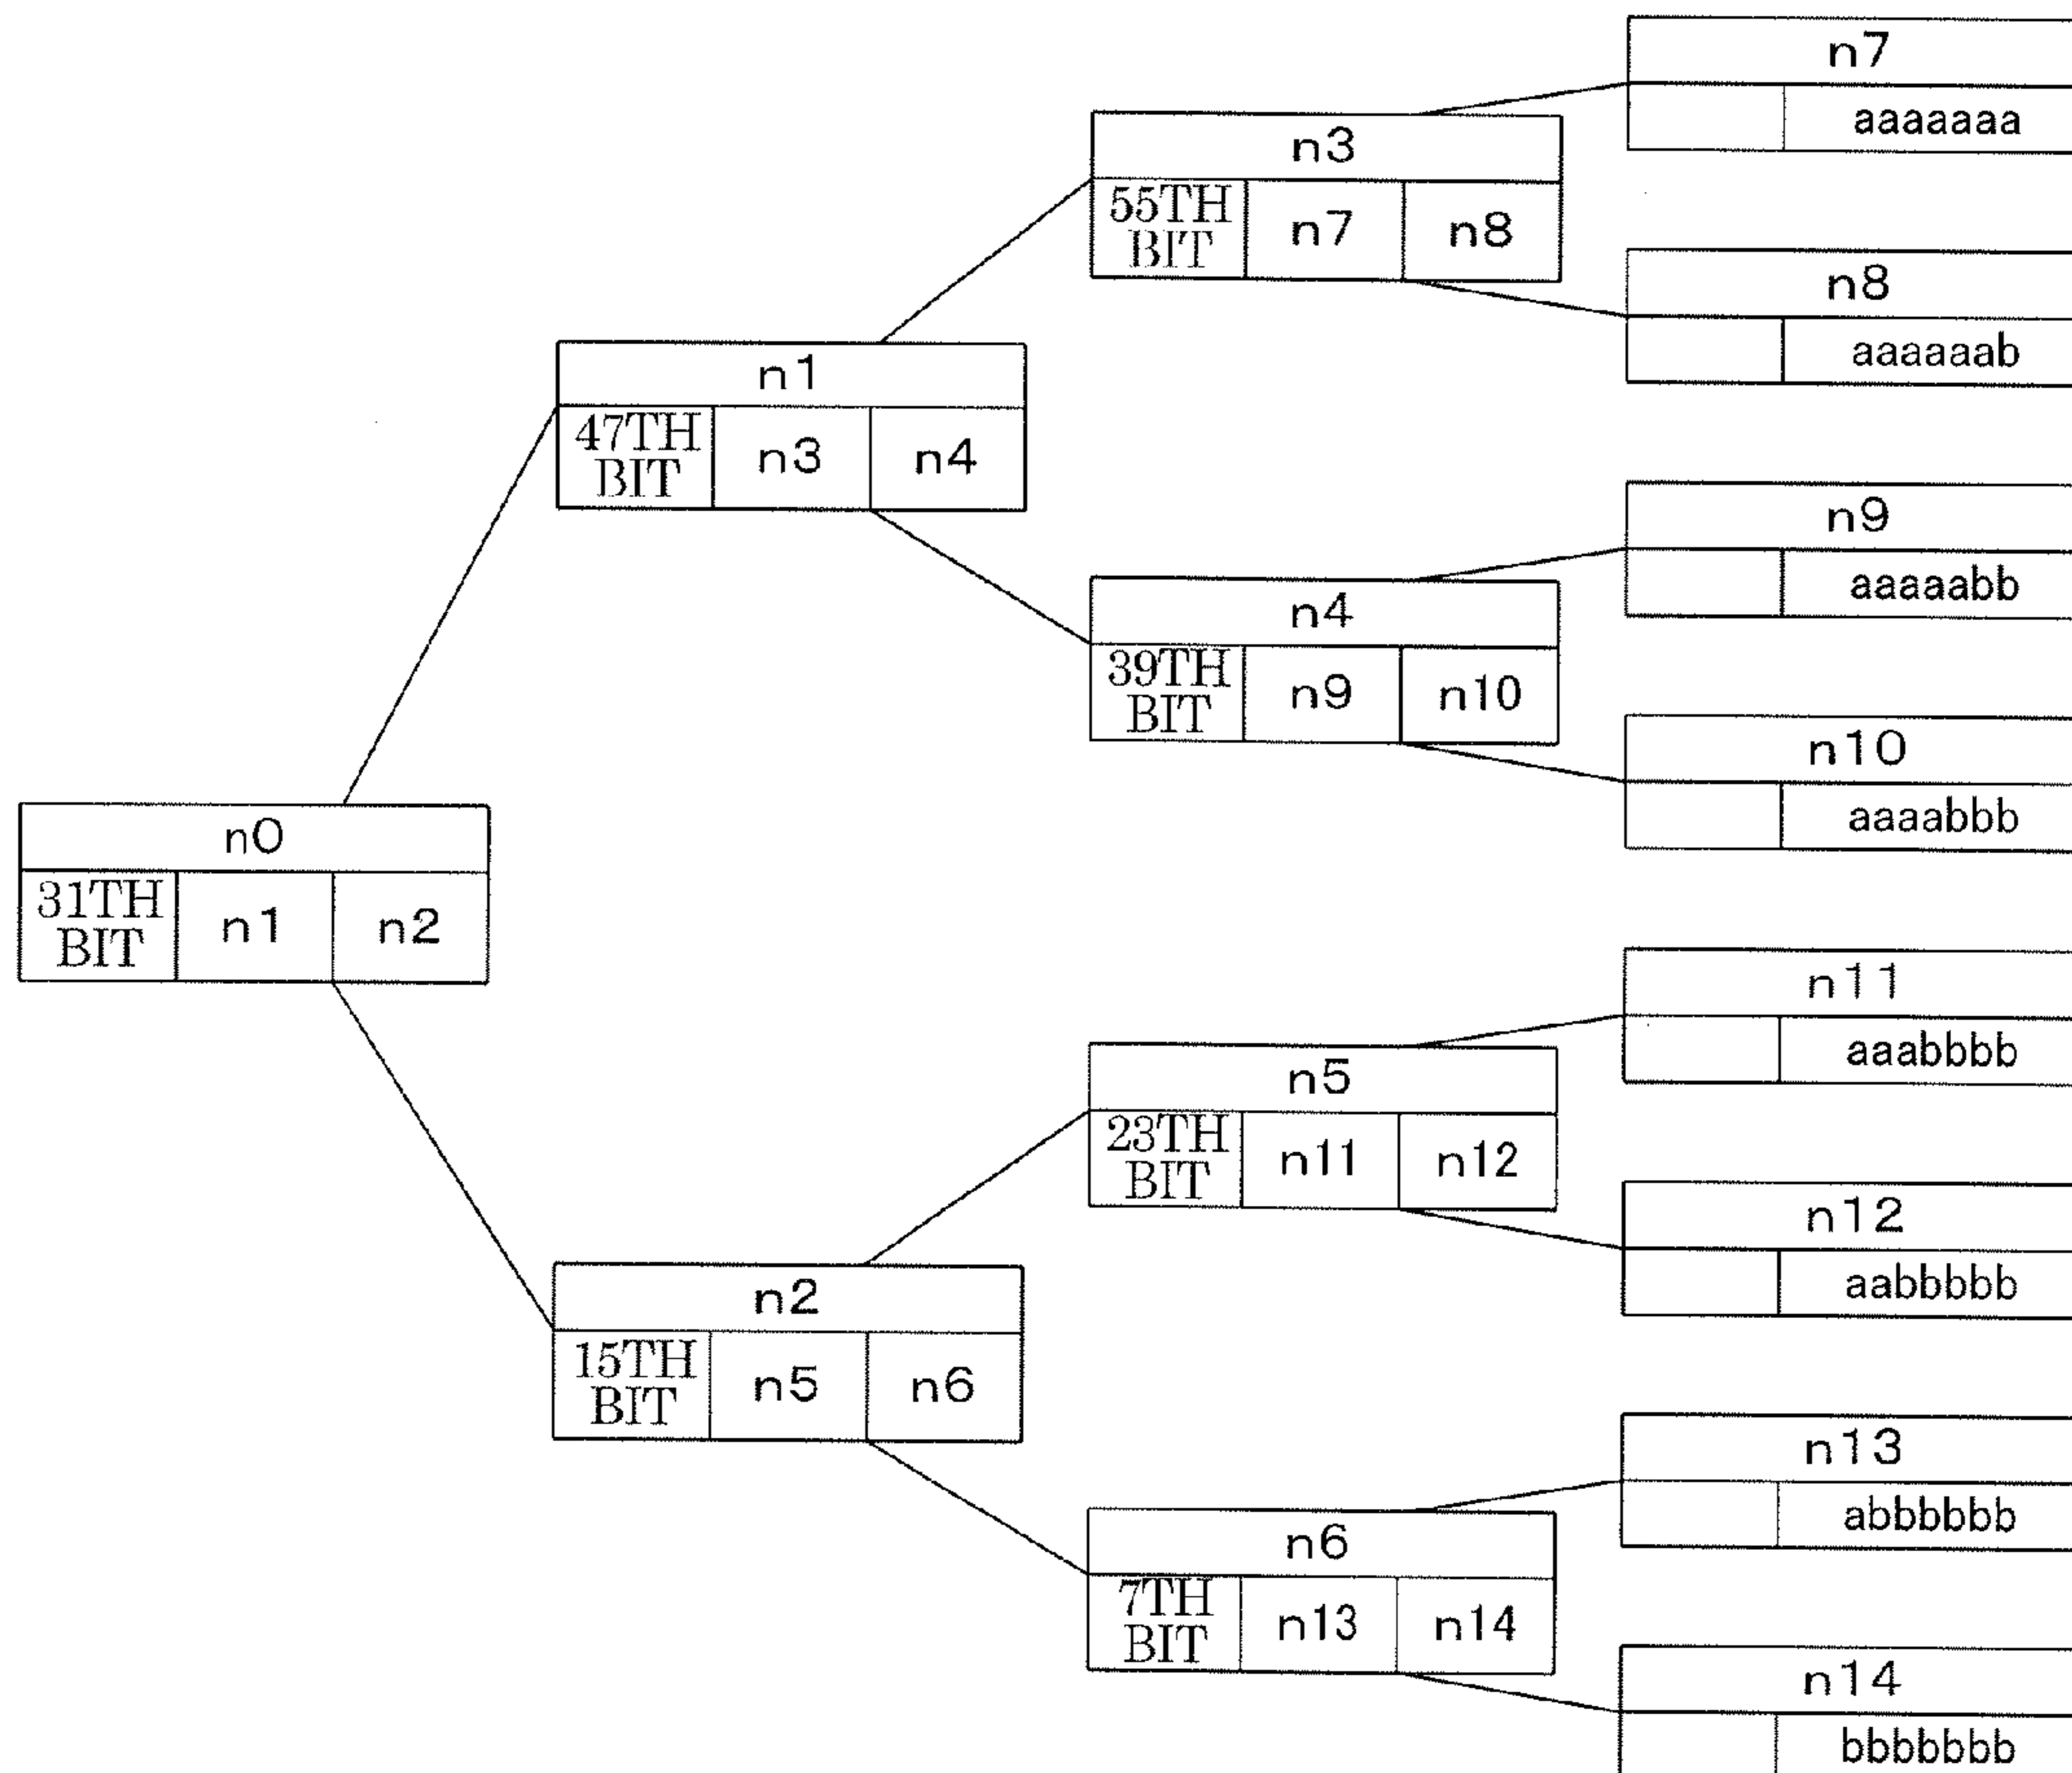 n7
aaaaaaa
n3
55TH
BIT
n7
n8
n8
aaaaaab
n1
47TH
BIT
n3
n4
n9
aaaaabb
n4
39TH
BIT
n9
n10
n10
aaaabbb
n0
31TH
BIT
n1
n2
n11
aaabbbb
n5
23TH
BIT
n11
n12
n12
aabbbbb
n2
15TH
BIT
n5
n6
n13
abbbbbb
n6
7TH
BIT
n13
n14
n14
bbbbbbb